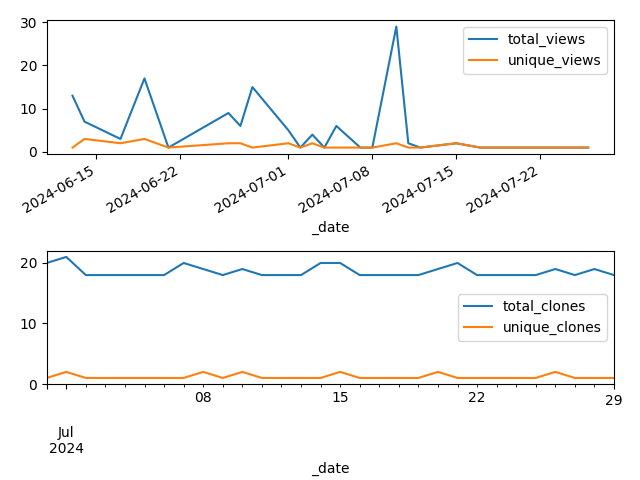 30
20
10
0
total_views
unique_views
2024-06-15
2024-06-22
2024-07-01
2024-07-08
2024-07-15
2024-07-22
_date
20
10
0
total_clones
unique_clones
08
15
22
29
Jul
2024
_date